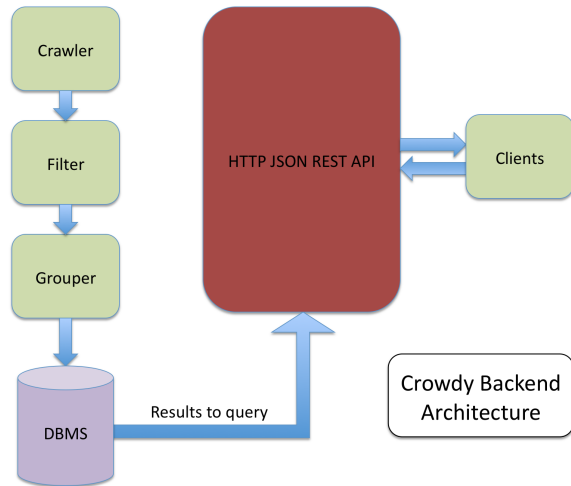 Crawler
Filter
Grouper
DBMS
Results to query
HTTP JSON REST API
Clients
Crowdy Backend
Architecture